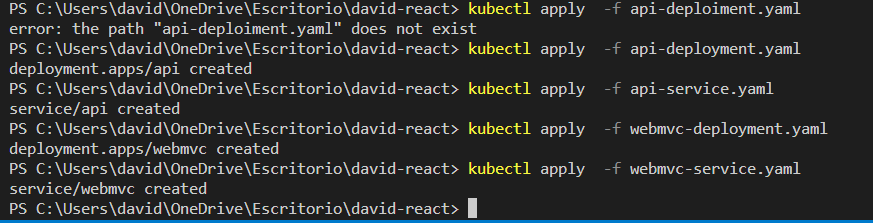 PS C:\Users\david\OneDrive\Escritorio\david-react> kubectl apply  -f api-deploiment.yaml
error: the path "api-deploiment.yaml" does not exist
PS C:\Users\david\OneDrive\Escritorio\david-react> kubectl apply  -f api-deployment.yaml
deployment.apps/api created
PS C:\Users\david\OneDrive\Escritorio\david-react> kubectl apply  -f api-service.yaml
service/api created
PS C:\Users\david\OneDrive\Escritorio\david-react> kubectl apply  -f webmvc-deployment.yaml
deployment.apps/webmvc created
PS C:\Users\david\OneDrive\Escritorio\david-react> kubectl apply  -f webmvc-service.yaml
service/webmvc created
PS C:\Users\david\OneDrive\Escritorio\david-react>